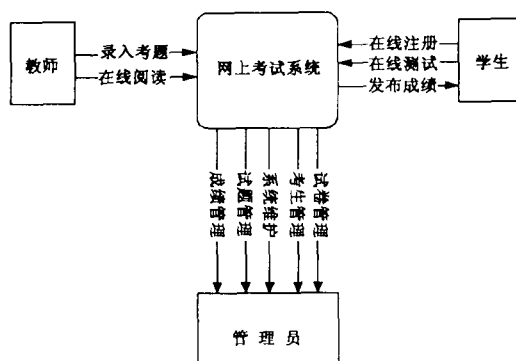 教师
录入考题
在线阅读
网上考试系统
在线注册
在线测试
发布成绩
学生
成绩管理
试题管理
系统维护
考生管理
试卷管理
管理员